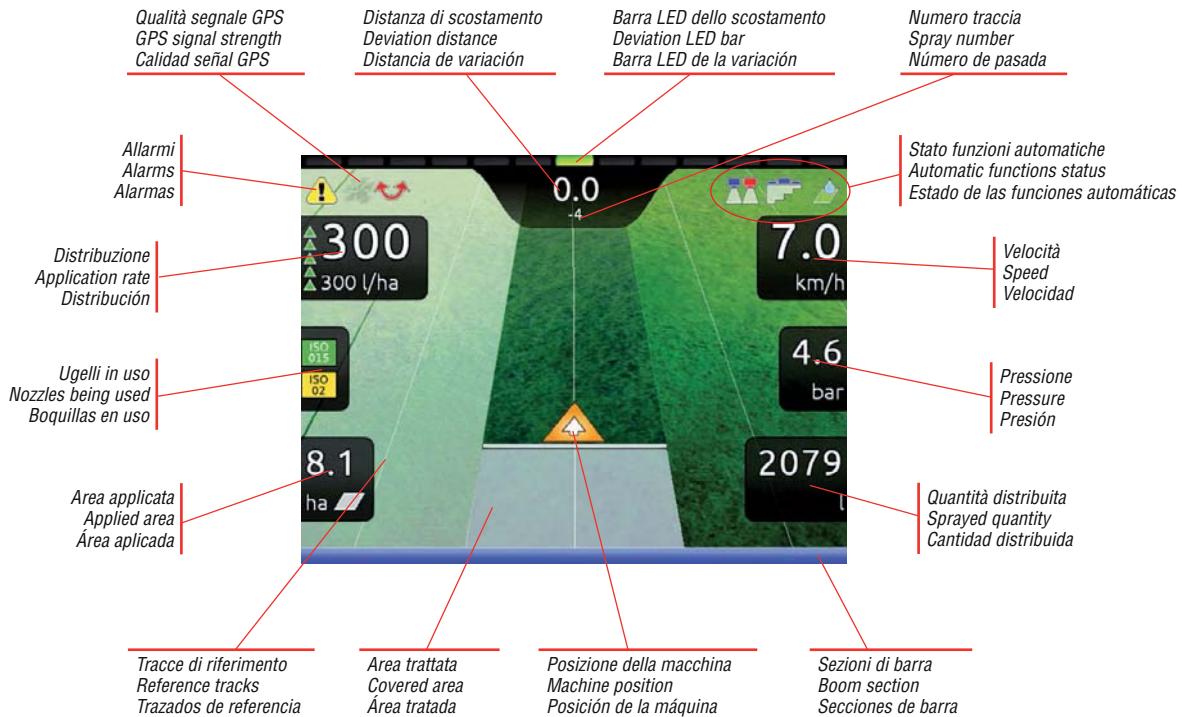 Qualità segnale GPS
GPS signal strength
Calidad señal GPS
Distanza di scostamento
Deviation distance
Distancia de variación
Barra LED dello scostamento
Deviation LED bar
Barra LED de la variación
Numero traccia
Spray number
Número de pasada
Allarmi
Alarms
Alarmas
Stato funzioni automatiche
Automatic functions status
Estado de las funciones automáticas
0.0
-4
Distribuzione
Application rate
Distribución
300
300 l/ha
7.0
km/h
Velocità
Speed
Velocidad
Ugelli in uso
Nozzles being used
Boquillas en uso
ISO
015
ISO
02
4.6
bar
Pressione
Pressure
Presión
Area applicata
Applied area
Área aplicada
8.1
ha
2079
l
Quantità distribuita
Sprayed quantity
Cantidad distribuida
Tracce di riferimento
Reference tracks
Trazados de referencia
Area trattata
Covered area
Área tratada
Posizione della macchina
Machine position
Posición de la máquina
Sezioni di barra
Boom section
Secciones de barra